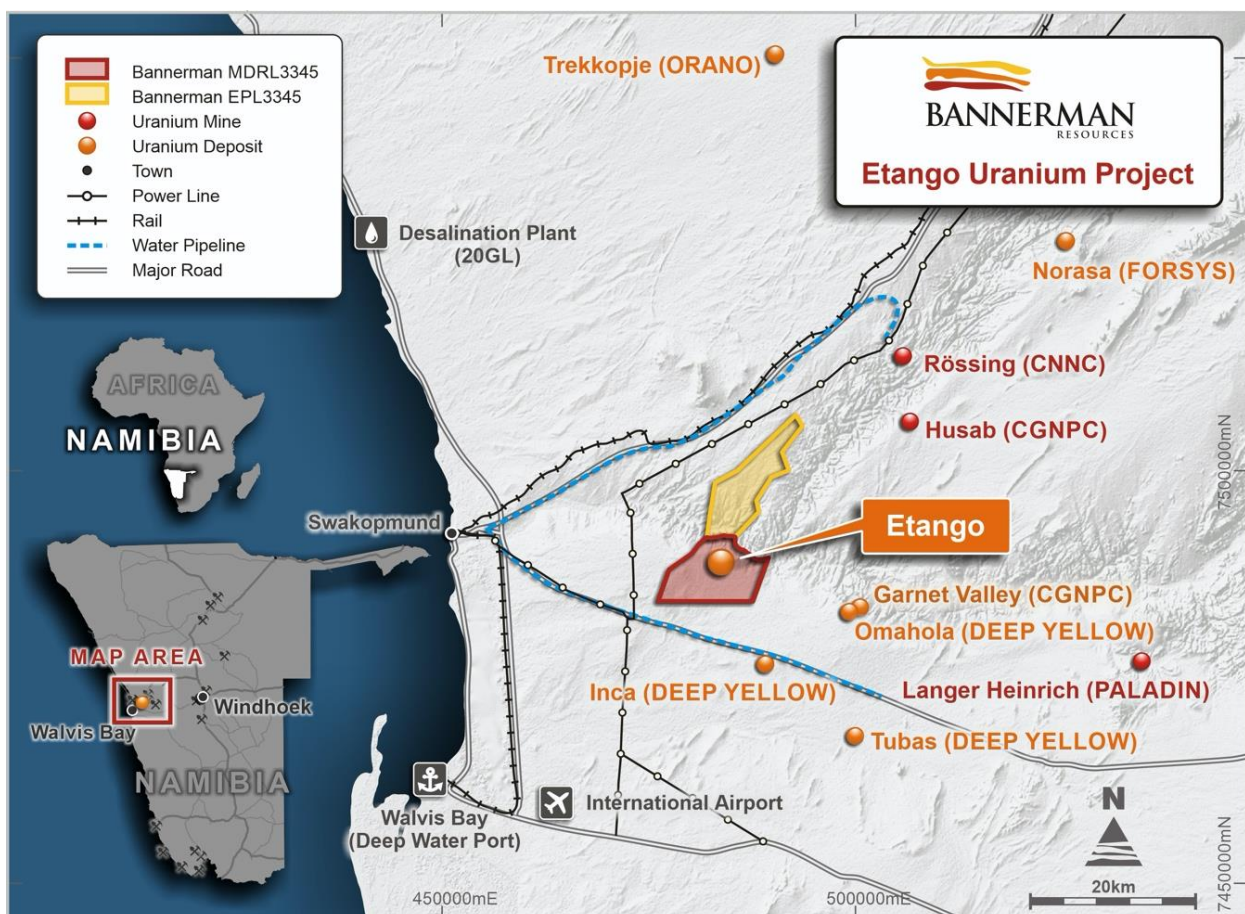 Bannerman MDRL3345
Bannerman EPL3345
Uranium Mine
Uranium Deposit
Town
Power Line
Rail
Water Pipeline
Major Road
Trekkopje (ORANO)
BANNERMAN
RESOURCES
Etango Uranium Project
Desalination Plant
(20GL)
Norasa (FORSYS)
Rössing (CNNC)
Husab (CGNPC)
AFRICA
NAMIBIA
Swakopmund
Etango
Garnet Valley (CGNPC)
Omahola (DEEP YELLOW)
Inca (DEEP YELLOW)
Langer Heinrich (PALADIN)
Tubas (DEEP YELLOW)
MAP AREA
Windhoek
Walvis Bay
NAMIBIA
Walvis Bay
(Deep Water Port)
International Airport
N
20km
450000mE
500000mE
7500000mN
7450000mN